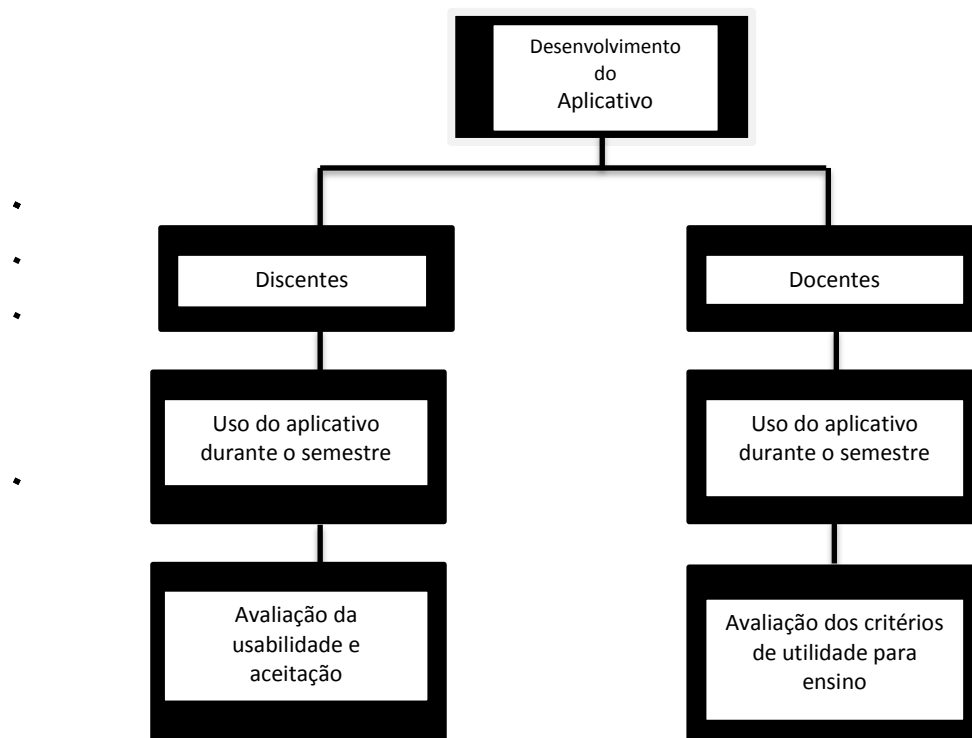 Desenvolvimento
do
Aplicativo
Discentes
Docentes
Uso do aplicativo
durante o semestre
Uso do aplicativo
durante o semestre
Avaliação da
usabilidade e
aceitação
Avaliação dos critérios
de utilidade para
ensino